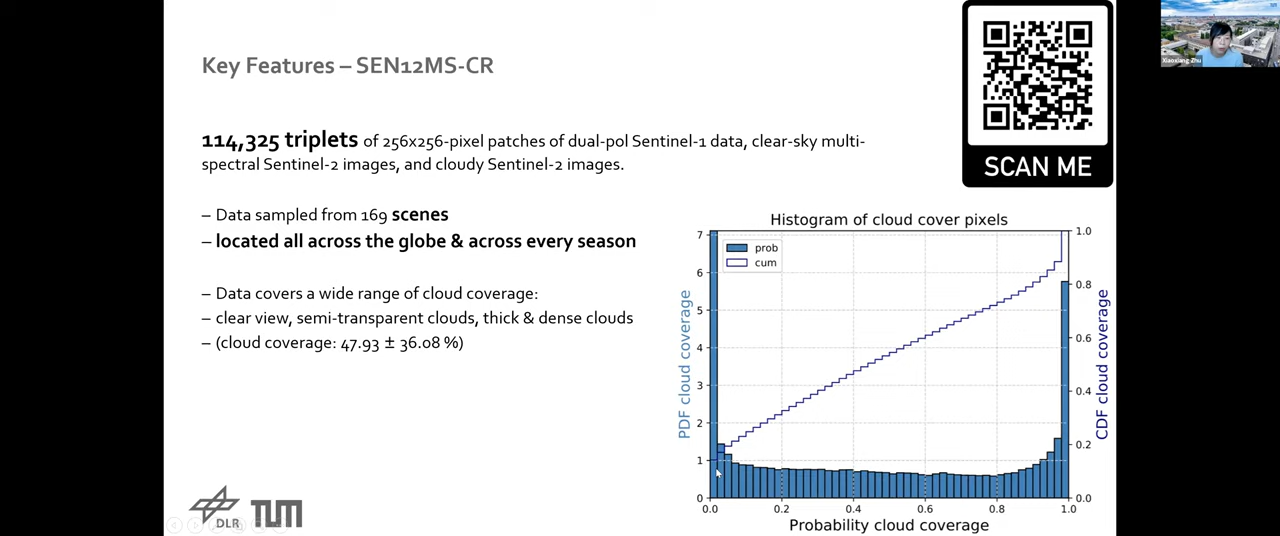 Key Features – SEN12MS-CR
SCAN ME
Xiaoxiang Zhu
114,325 triplets of 256x256-pixel patches of dual-pol Sentinel-1 data, clear-sky multi-
spectral Sentinel-2 images, and cloudy Sentinel-2 images.
– Data sampled from 169 scenes
– located all across the globe & across every season
– Data covers a wide range of cloud coverage:
– clear view, semi-transparent clouds, thick & dense clouds
– (cloud coverage: 47.93 ± 36.08 %)
Histogram of cloud cover pixels
prob
cum
PDF cloud coverage
7
6
5
4
3
2
1
0
CDF cloud coverage
1.0
0.8
0.6
0.4
0.2
0.0
0.0 0.2 0.4 0.6 0.8 1.0
Probability cloud coverage
DLR
TUM